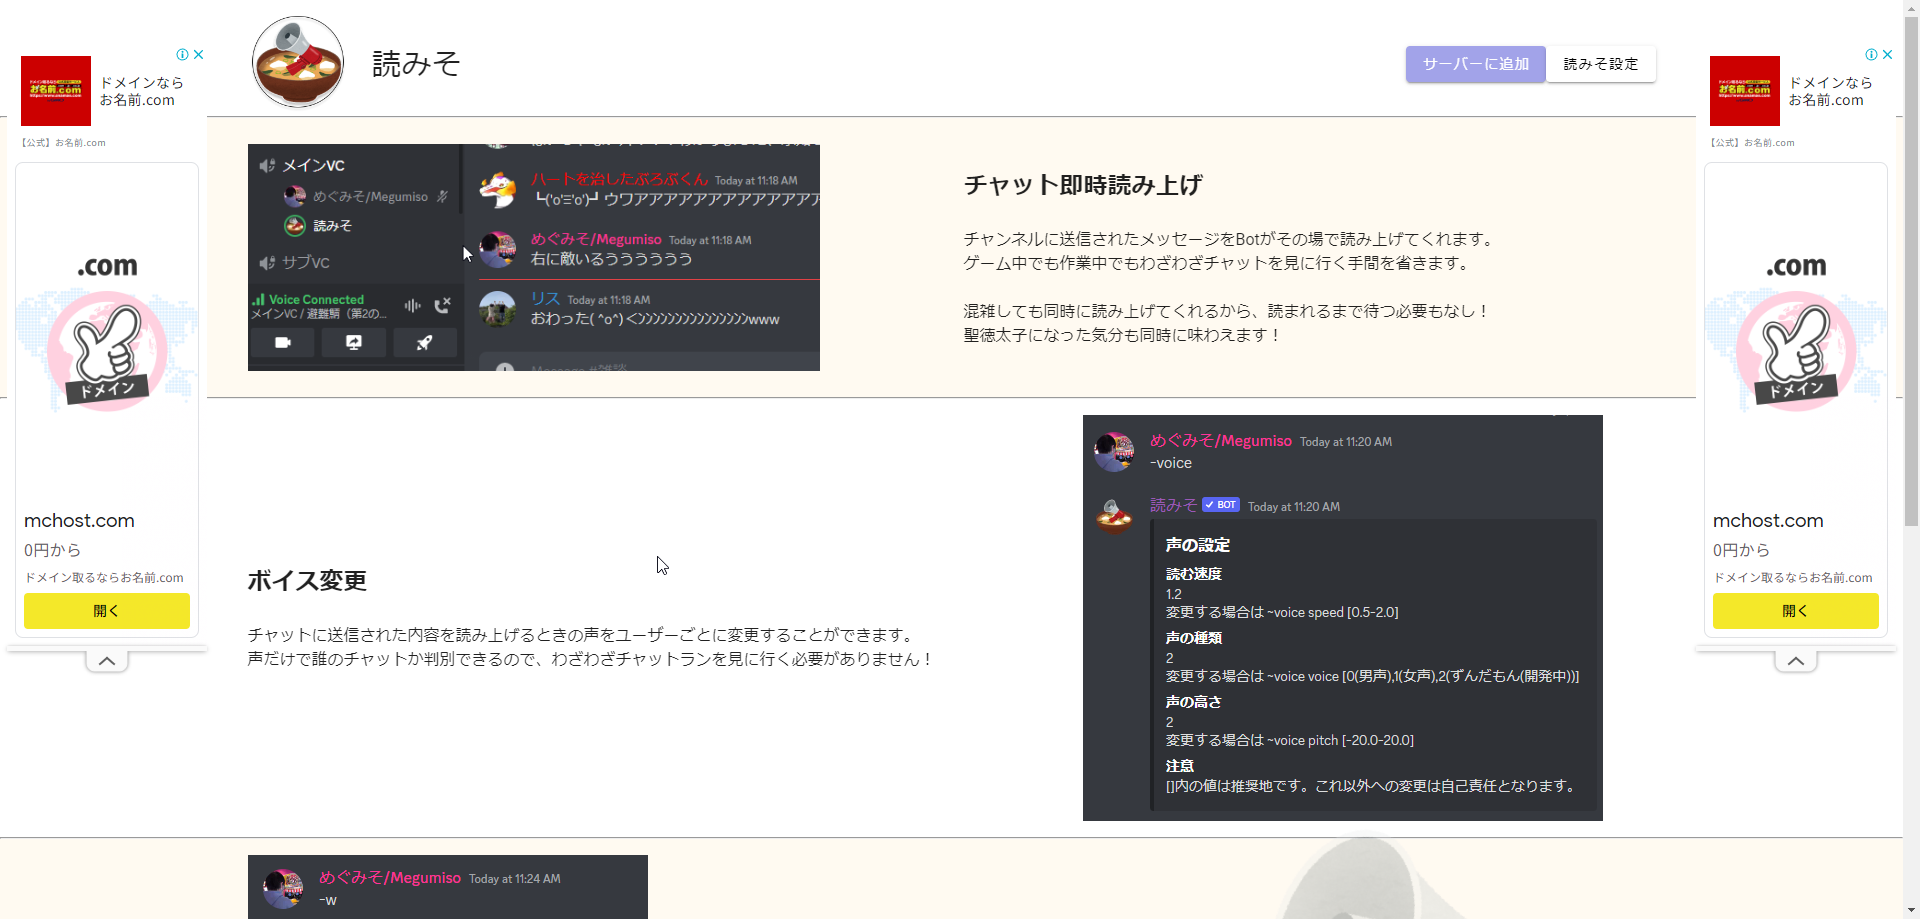 読みそ
サーバーに追加
読みそ設定
ドメインなら
お名前.com
【公式】お名前.com
.com
ドメイン
mchost.com
0円から
ドメイン取るならお名前.com
開く
メインVC
めぐみそ/Megumiso
読みそ
サブVC
Voice Connected
メインVC / 避難鯖（第2の...
ハートを治したぷろぶくん Today at 11:18 AM
┗('o'≡'o')┛ウワアアアアアアアアアアアアアア
めぐみそ/Megumiso Today at 11:18 AM
右に敵いるうううううう
リス Today at 11:18 AM
おわった( ^o^)<ﾝﾝﾝﾝﾝﾝﾝﾝﾝﾝﾝﾝﾝﾝﾝwww
チャット即時読み上げ
チャンネルに送信されたメッセージをBotがその場で読み上げてくれます。
ゲーム中でも作業中でもわざわざチャットを見に行く手間を省きます。
混雑しても同時に読み上げてくれるから、読まれるまで待つ必要もなし！
聖徳太子になった気分も同時に味わえます！
ボイス変更
チャットに送信された内容を読み上げるときの声をユーザーごとに変更することができます。
声だけで誰のチャットか判別できるので、わざわざチャットランを見に行く必要がありません！
めぐみそ/Megumiso Today at 11:20 AM
~voice
読みそ BOT Today at 11:20 AM
声の設定
読む速度
1.2
変更する場合は ~voice speed [0.5-2.0]
声の種類
2
変更する場合は ~voice voice [0(男声),1(女声),2(ずんだもん(開発中))]
声の高さ
2
変更する場合は ~voice pitch [-20.0-20.0]
注意
[]内の値は推奨地です。これ以外への変更は自己責任となります。
めぐみそ/Megumiso Today at 11:24 AM
~w
ドメインなら
お名前.com
【公式】お名前.com
.com
ドメイン
mchost.com
0円から
ドメイン取るならお名前.com
開く